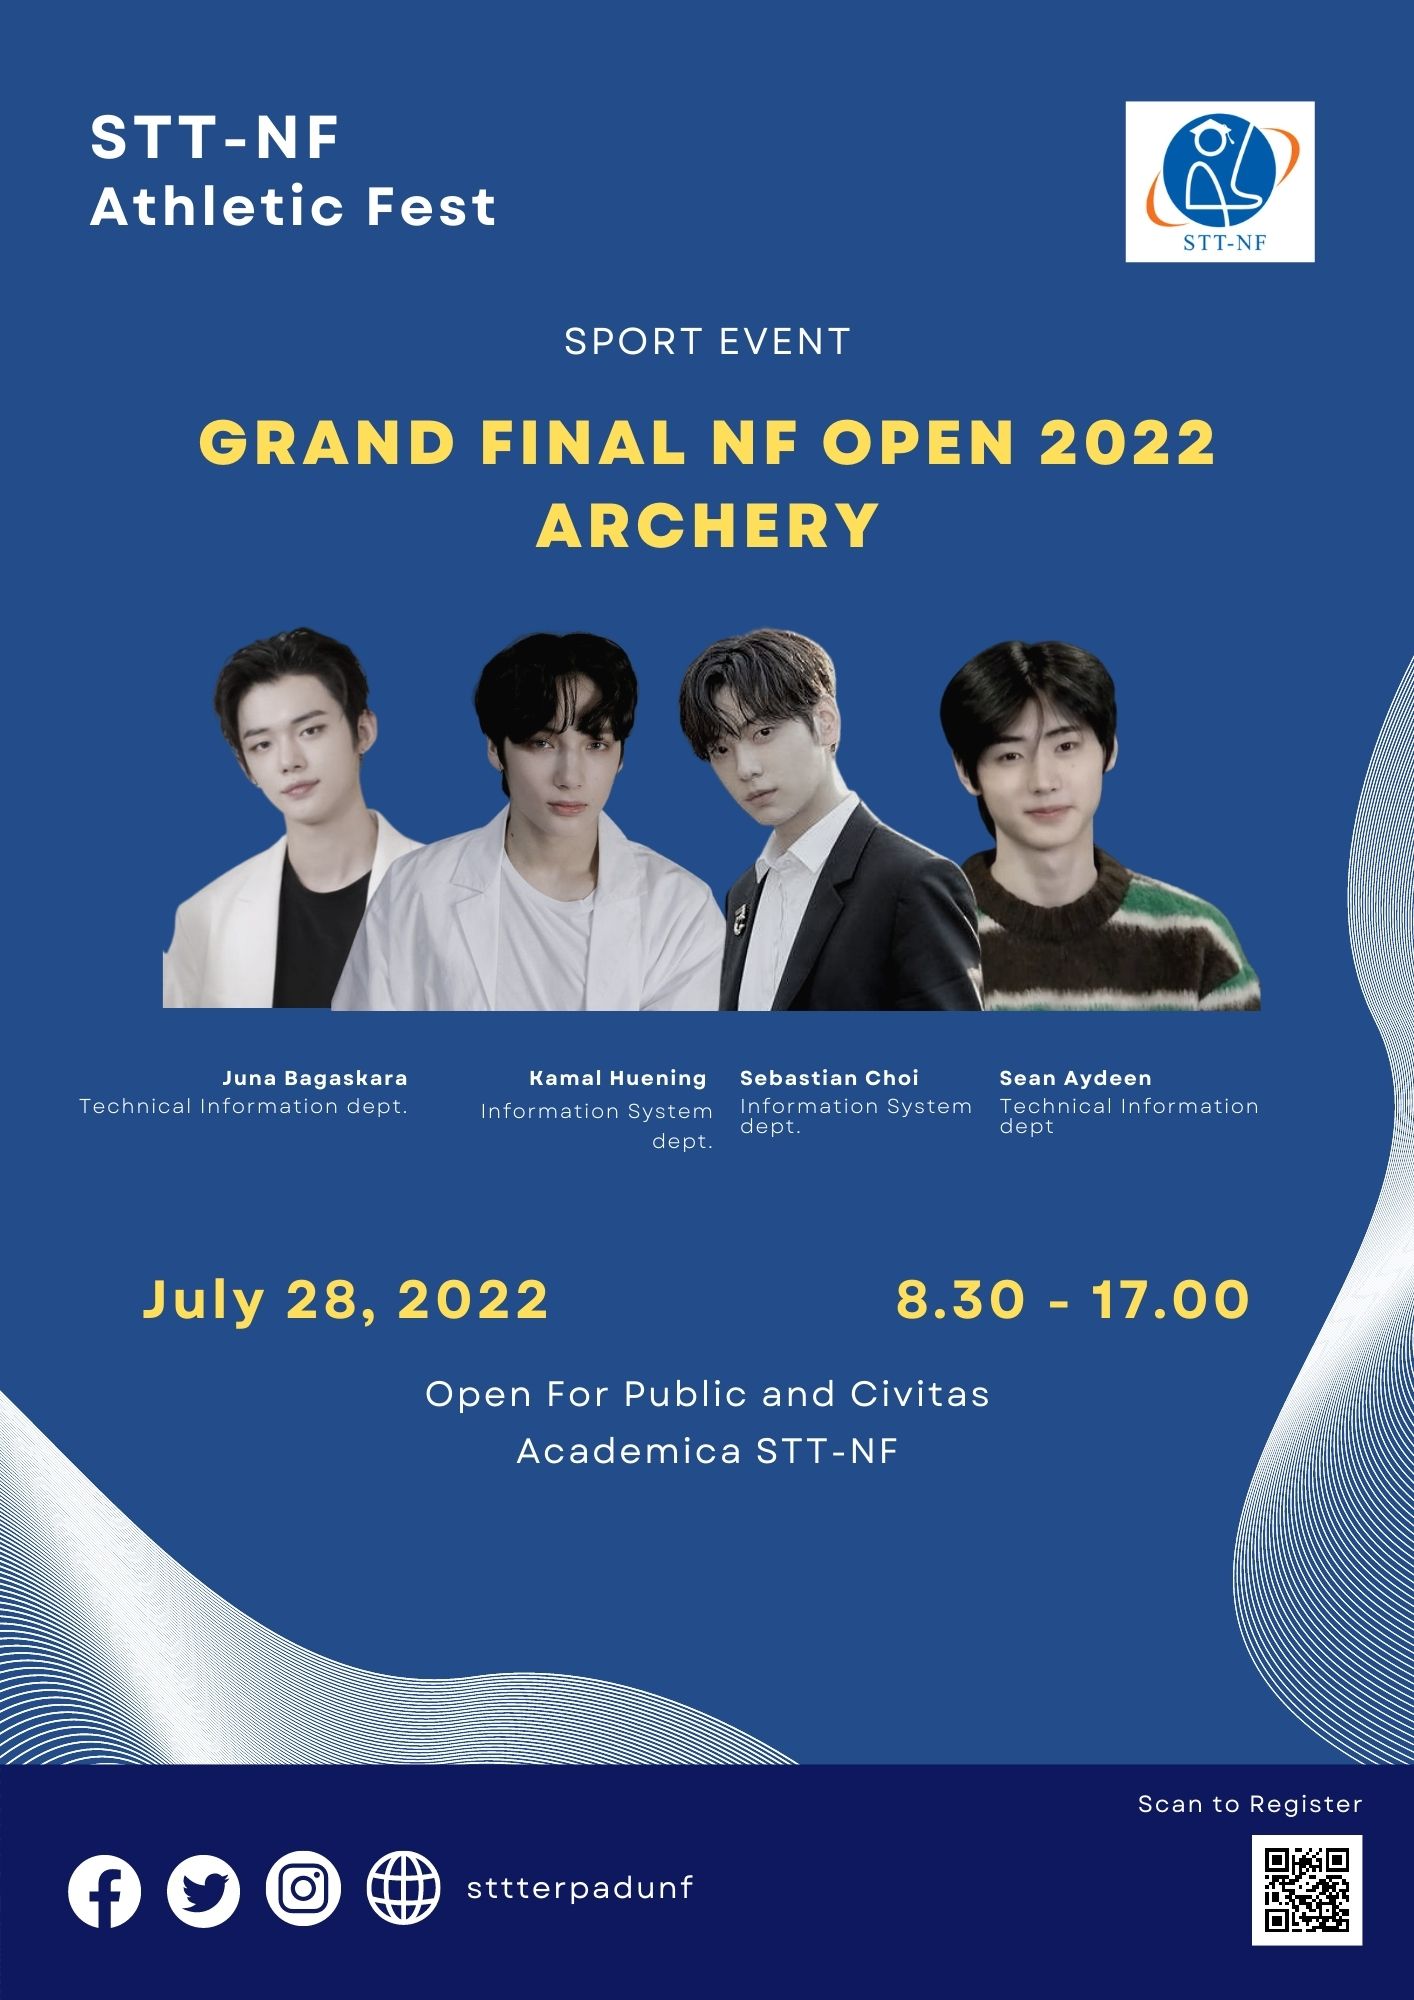 STT-NF
Athletic Fest
STT-NF
SPORT EVENT
GRAND FINAL NF OPEN 2022
ARCHERY
Juna Bagaskara
Technical Information dept.
Kamal Huening
Information System
dept.
Sebastian Choi
Information System
dept.
Sean Aydeen
Technical Information
dept
July 28, 2022
8.30 - 17.00
Open For Public and Civitas
Academica STT-NF
Scan to Register
sttterpadunf